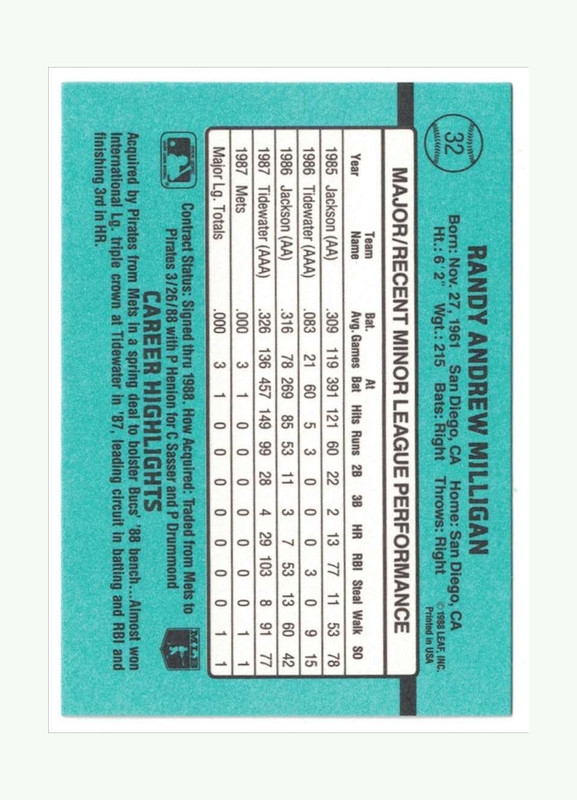 32
RANDY ANDREW MILLIGAN
Born: Nov. 27, 1961 San Diego, CA Home: San Diego, CA
Ht.: 6' 2" Wgt.: 215 Bats: Right Throws: Right
© 1988 LEAF, INC.
Printed in USA
MAJOR/RECENT MINOR LEAGUE PERFORMANCE
Team Bat. At
Year Name Avg. Games Bat Hits Runs 2B 3B HR RBI Steal Walk SO
1985 Jackson (AA) .309 119 391 121 60 22 2 13 77 11 53 78
1986 Tidewater (AAA) .083 21 60 5 3 0 0 0 3 0 9 15
1986 Jackson (AA) .316 78 269 85 53 11 3 7 53 13 60 42
1987 Tidewater (AAA) .326 136 457 149 99 28 4 29 103 8 91 77
1987 Mets .000 3 1 0 0 0 0 0 0 0 1 1
Major Lg. Totals .000 3 1 0 0 0 0 0 0 0 1 1
Contract Status: Signed thru 1988. How Acquired: Traded from Mets to
Pirates 3/26/88 with P Henion for C Sasser and P Drummond
MLB
CAREER HIGHLIGHTS
Acquired by Pirates from Mets in a spring deal to bolster Bucs' '88 bench...Almost won
International Lg. triple crown at Tidewater in '87, leading circuit in batting and RBI and
finishing 3rd in HR.